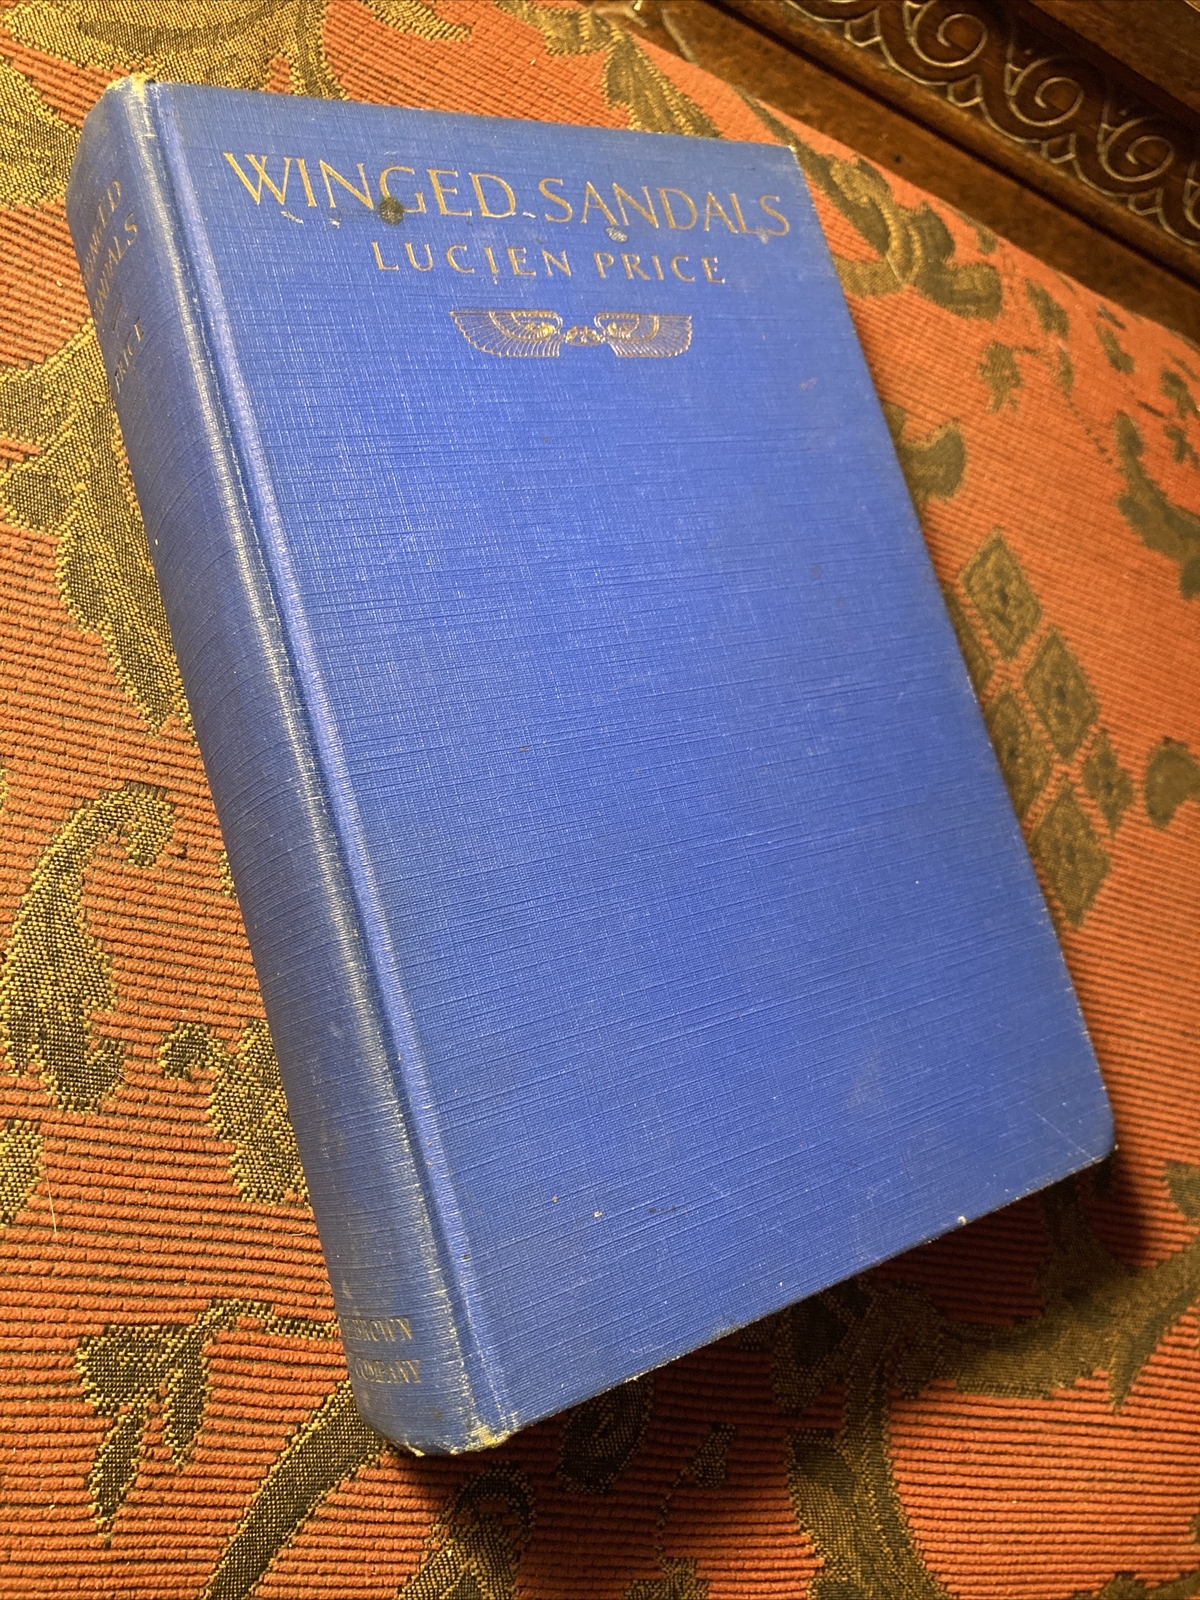 WINGED SANDALS
LUCIEN PRICE
WINGED
SANDALS
PRICE
BROWN
COMPANY